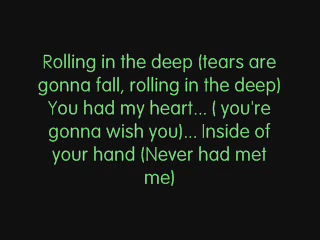 Rolling in the deep (tears are
gonna fall, rolling in the deep)
You had my heart... ( you're
gonna wish you)... Inside of
your hand (Never had met
me)